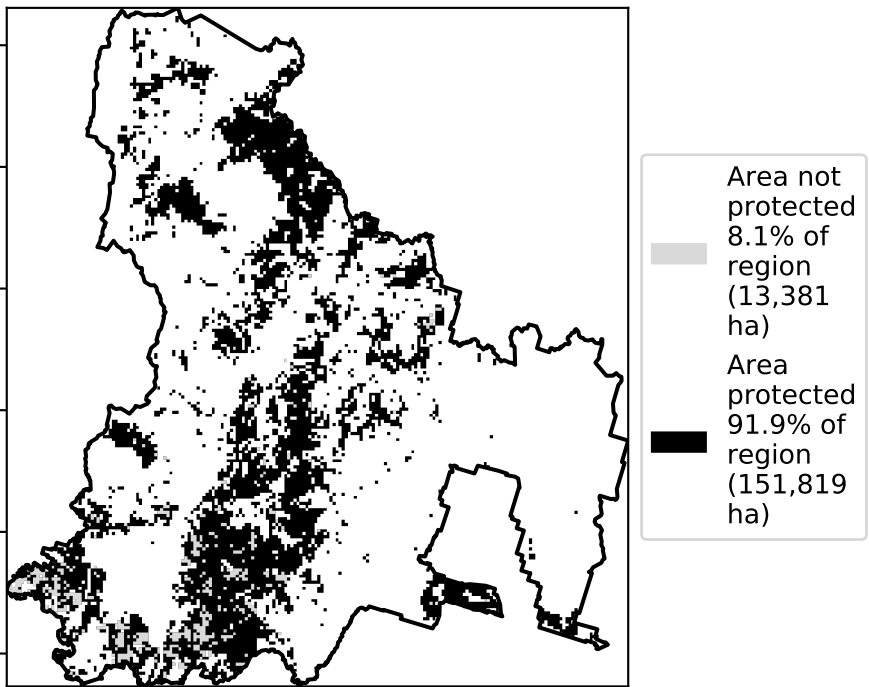 Area not
protected
8.1% of
region
(13,381
ha)
Area
protected
91.9% of
region
(151,819
ha)